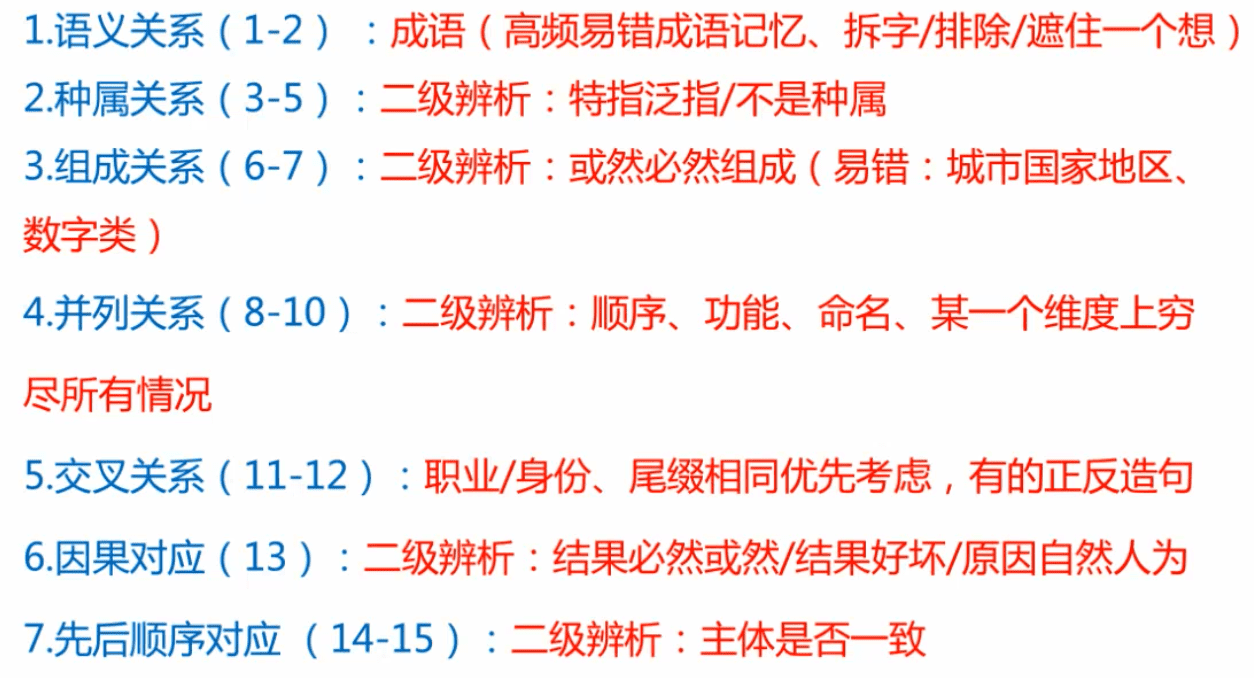 1.语义关系（1-2）：成语（高频易错成语记忆、拆字/排除/遮住一个想）
2.种属关系（3-5）：二级辨析：特指泛指/不是种属
3.组成关系（6-7）：二级辨析：或然必然组成（易错：城市国家地区、
数字类）
4.并列关系（8-10）：二级辨析：顺序、功能、命名、某一个维度上穷
尽所有情况
5.交叉关系（11-12）：职业/身份、尾缀相同优先考虑，有的正反造句
6.因果对应（13）：二级辨析：结果必然或然/结果好坏/原因自然人为
7.先后顺序对应（14-15）：二级辨析：主体是否一致